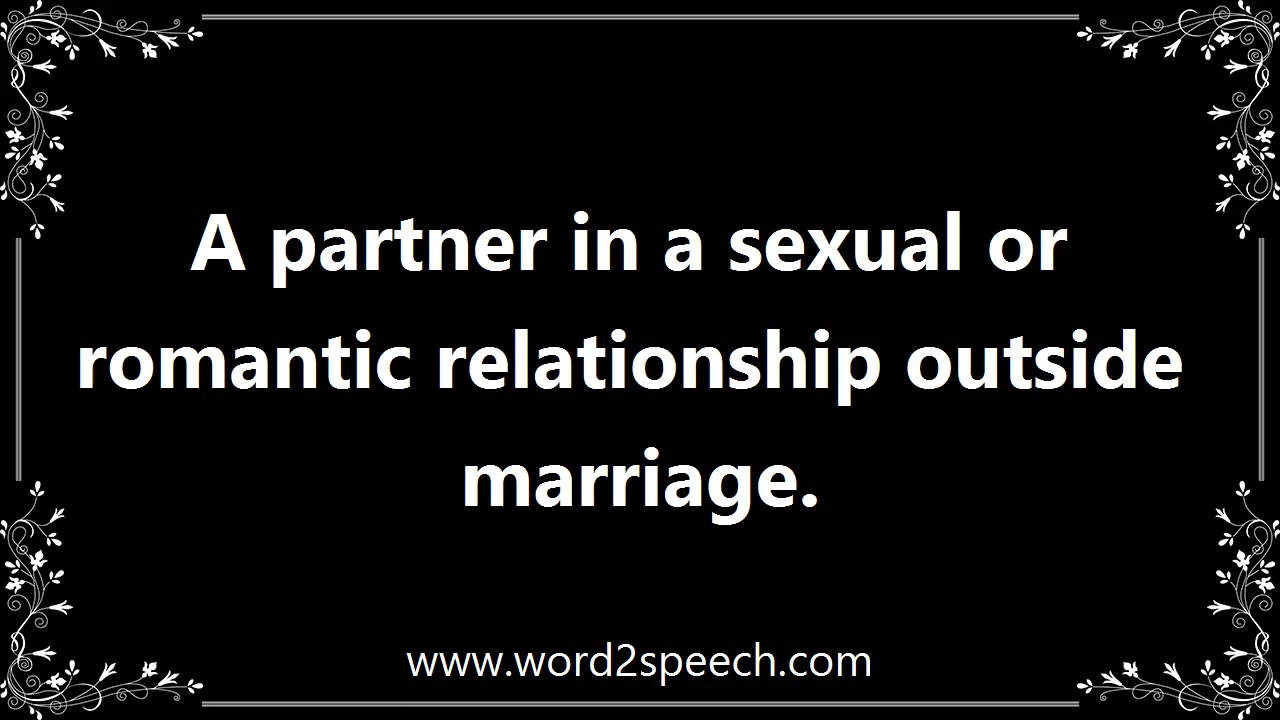 A partner in a sexual or
romantic relationship outside
marriage.
www.word2speech.com